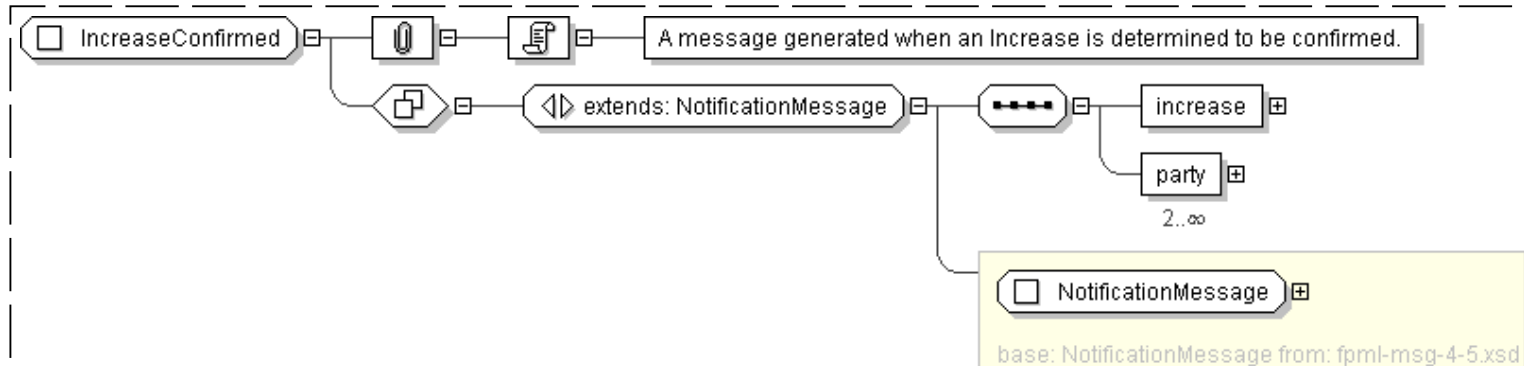 IncreaseConfirmed
A message generated when an Increase is determined to be confirmed.
extends: NotificationMessage
increase
party
2..∞
NotificationMessage
base: NotificationMessage from: fpml-msg-4-5.xsd